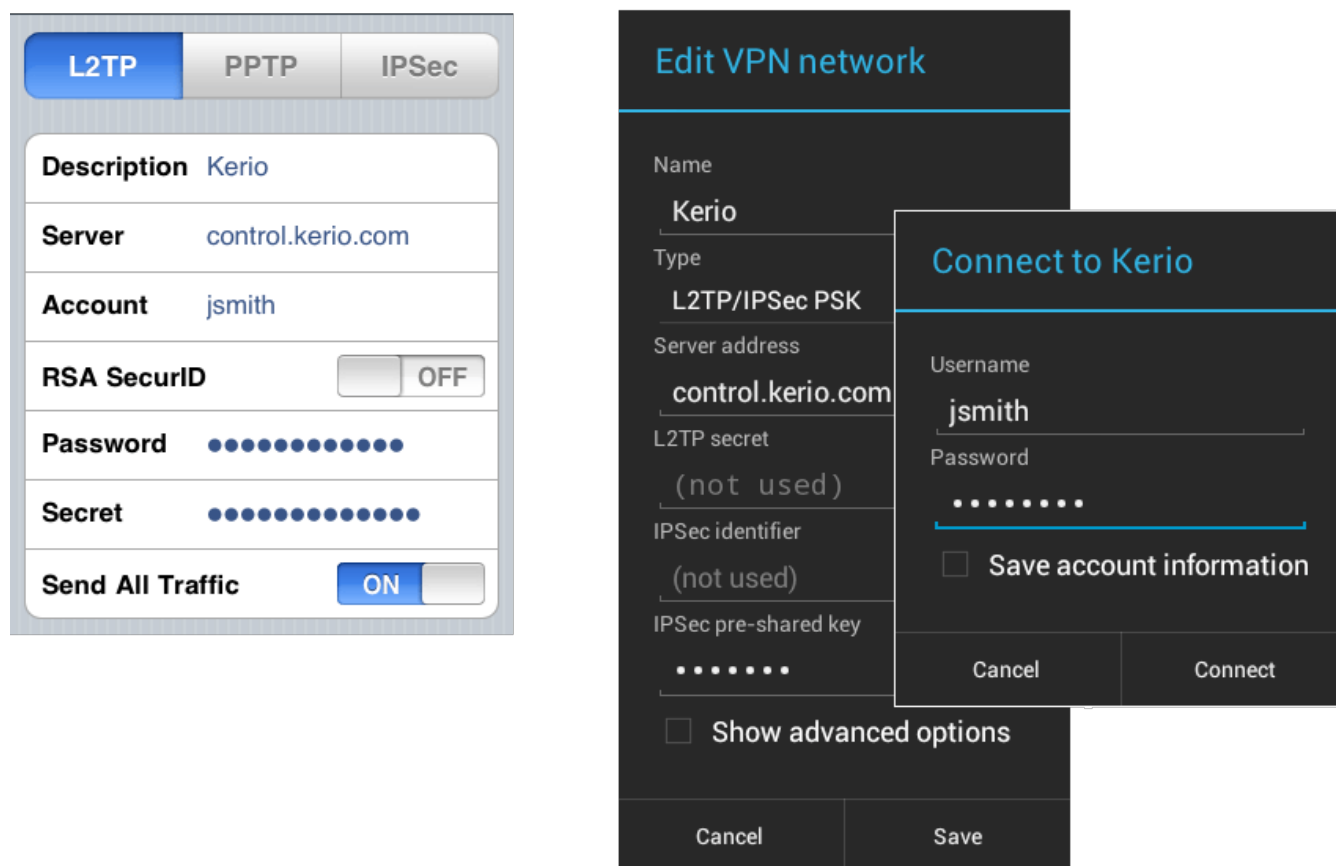 L2TP PPTP IPSec
Description Kerio
Server control.kerio.com
Account jsmith
RSA SecurID OFF
Password ●●●●●●●●●●●●
Secret ●●●●●●●●●●●●●
Send All Traffic ON
Edit VPN network
Name
Kerio
Type
L2TP/IPSec PSK
Server address
control.kerio.com
L2TP secret
(not used)
IPSec identifier
(not used)
IPSec pre-shared key
•••••••
Show advanced options
Cancel Save
Connect to Kerio
Username
jsmith
Password
••••••••
Save account information
Cancel Connect